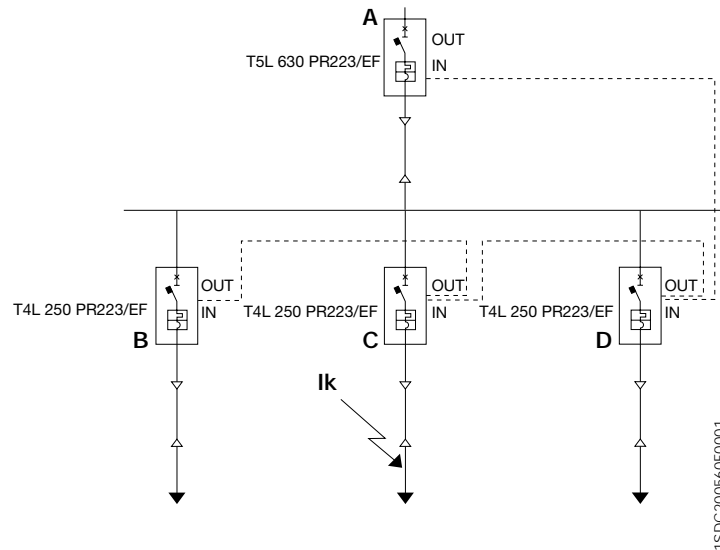 A
OUT
T5L 630 PR223/EF
IN
OUT
OUT
OUT
T4L 250 PR223/EF
IN
T4L 250 PR223/EF
IN
T4L 250 PR223/EF
IN
B
C
D
Ik
1SDC200569F0001